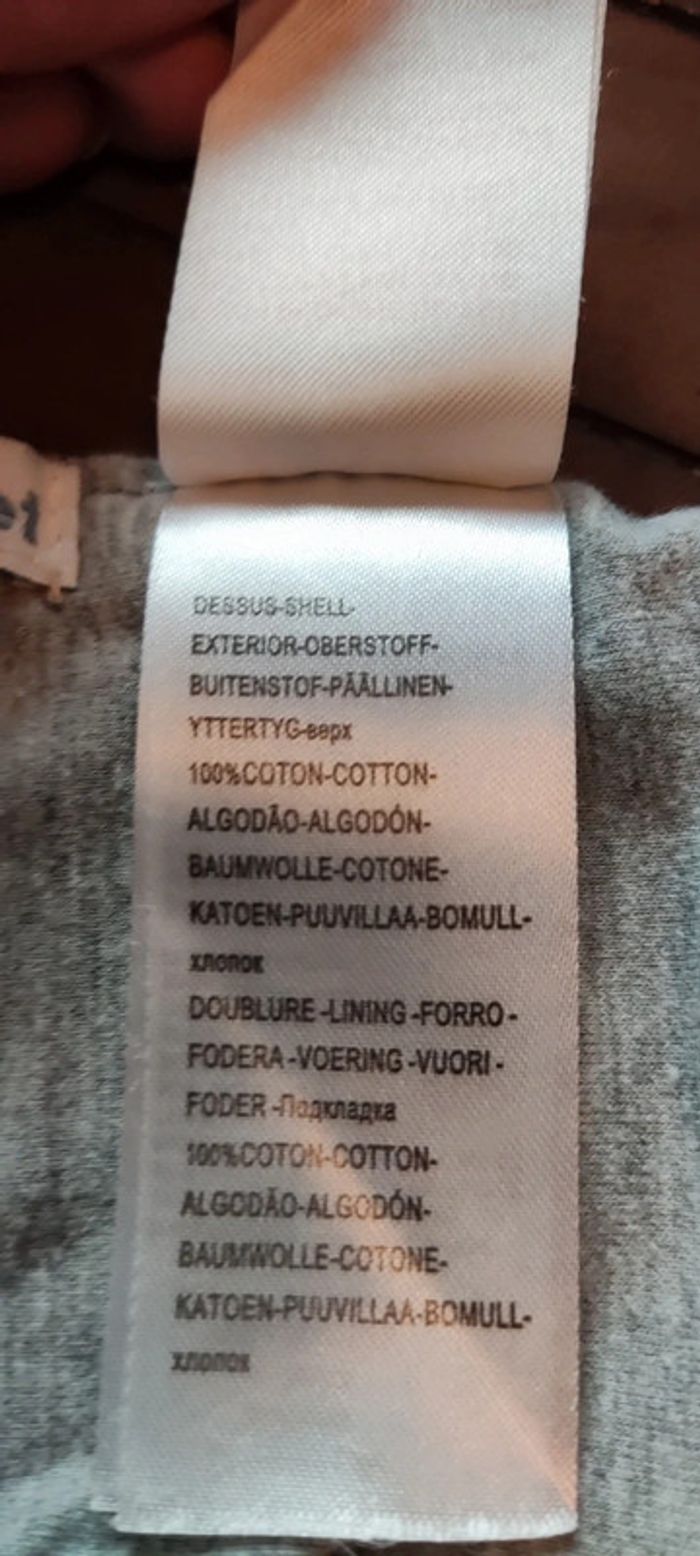 DESSUS-SHELL-
EXTERIOR-OBERSTOFF-
BUITENSTOF-PÄÄLLINEN-
YTTERTYG-верх
100%COTON-COTTON-
ALGODÃO-ALGODÓN-
BAUMWOLLE-COTONE-
KATOEN-PUUVILLAA-BOMULL-
хлопок
DOUBLURE-LINING-FORRO-
FODERA-VOERING-VUORI-
FODER-Подкладка
100%COTON-COTTON-
ALGODÃO-ALGODÓN-
BAUMWOLLE-COTONE-
KATOEN-PUUVILLAA-BOMULL-
хлопок